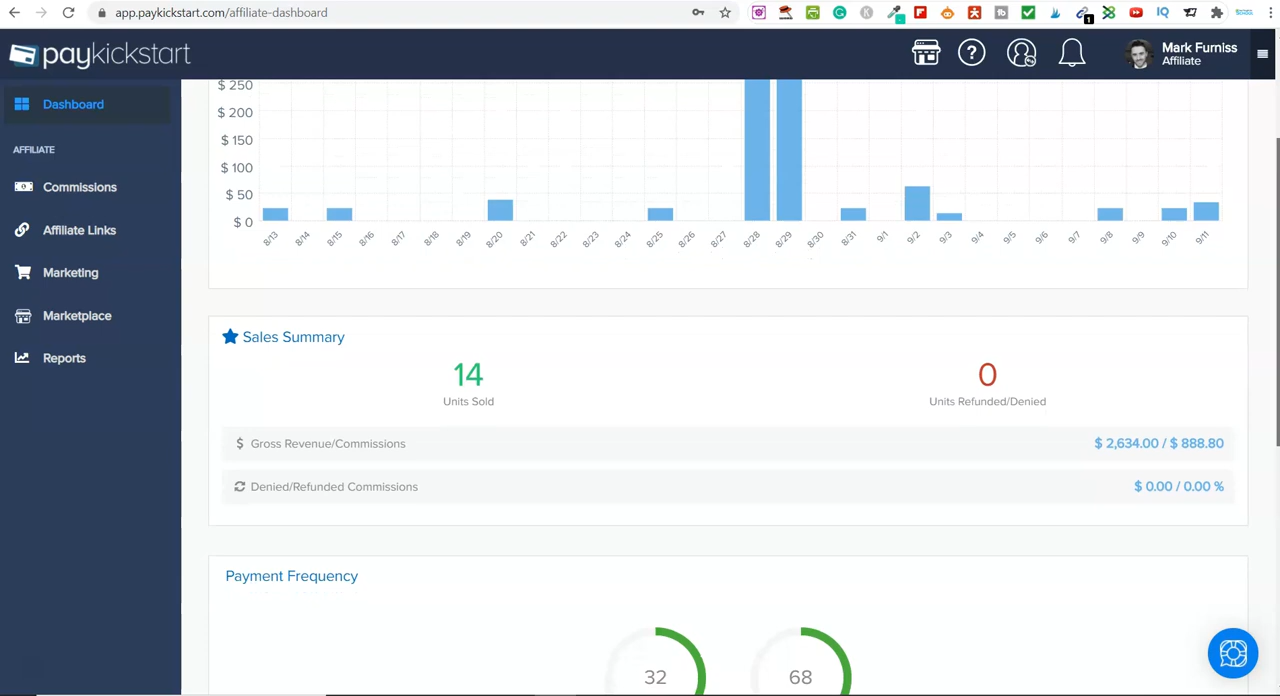 app.paykickstart.com/affiliate-dashboard
1
IQ
paykickstart
Mark Furniss
Affiliate
Dashboard
AFFILIATE
Commissions
Affiliate Links
Marketing
Marketplace
Reports
$ 250
$ 200
$ 150
$ 100
$ 50
$ 0
8/13
8/14
8/15
8/16
8/17
8/18
8/19
8/20
8/21
8/22
8/23
8/24
8/25
8/26
8/27
8/28
8/29
8/30
8/31
9/1
9/2
9/3
9/4
9/5
9/6
9/7
9/8
9/9
9/10
9/11
Sales Summary
14
Units Sold
0
Units Refunded/Denied
$ Gross Revenue/Commissions
$ 2,634.00 / $ 888.80
Denied/Refunded Commissions
$ 0.00 / 0.00 %
Payment Frequency
32
68